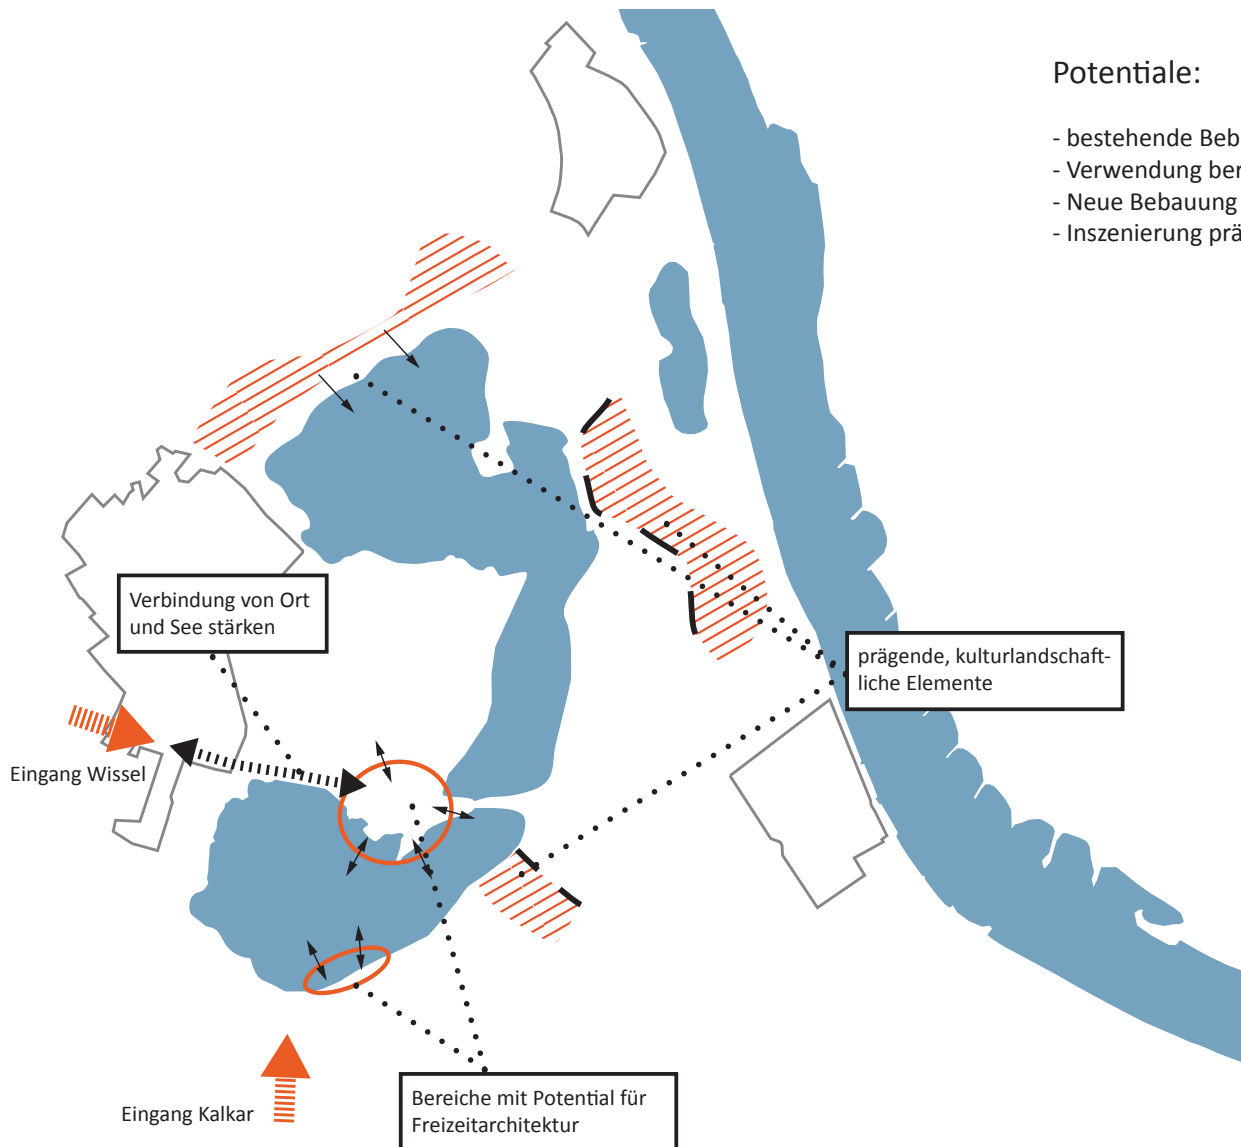 Potentiale:
- bestehende Beb
- Verwendung ber
- Neue Bebauung
- Inszenierung prä
Verbindung von Ort
und See stärken
prägende, kulturlandschaft-
liche Elemente
Eingang Wissel
Bereiche mit Potential für
Freizeitarchitektur
Eingang Kalkar